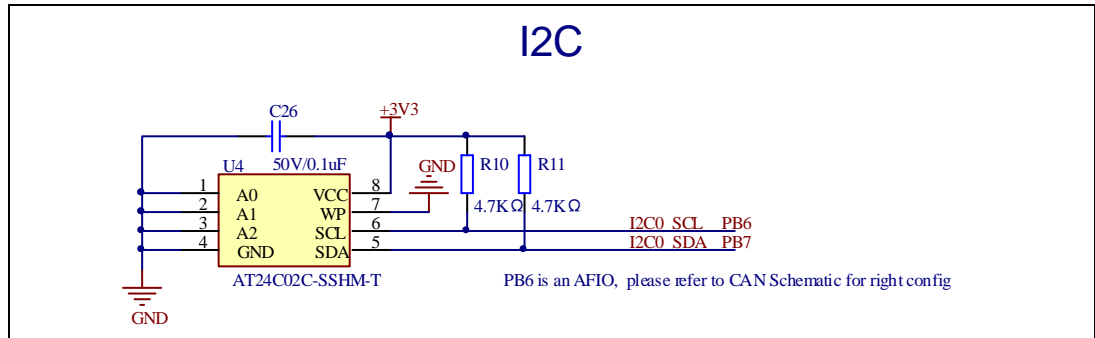 I2C
C26
+3V3
U4
50V/0.1uF
GND
R10
R11
1
A0
VCC
8
2
A1
WP
7
4.7KΩ
4.7KΩ
3
A2
SCL
6
I2C0_SCL
PB6
4
GND
SDA
5
I2C0_SDA
PB7
AT24C02C-SSHM-T
PB6 is an AFIO, please refer to CAN Schematic for right config
GND